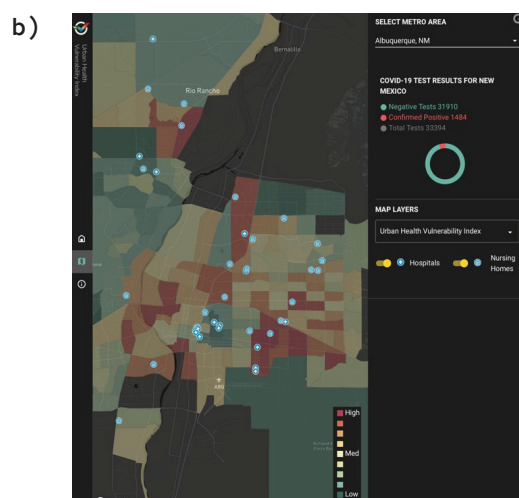 b)
Urban Health
Vulnerability Index
Bernalillo
Rio Rancho
ABQ
High
Med
Low
SELECT METRO AREA
Albuquerque, NM
COVID-19 TEST RESULTS FOR NEW
MEXICO
Negative Tests 31910
Confirmed Positive 1484
Total Tests 33394
MAP LAYERS
Urban Health Vulnerability Index
Hospitals
Nursing
Homes